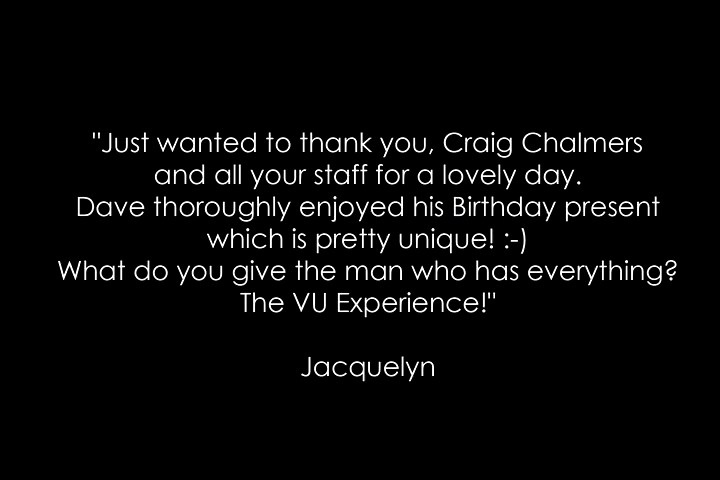 "Just wanted to thank you, Craig Chalmers
and all your staff for a lovely day.
Dave thoroughly enjoyed his Birthday present
which is pretty unique! :-)
What do you give the man who has everything?
The VU Experience!"
Jacquelyn